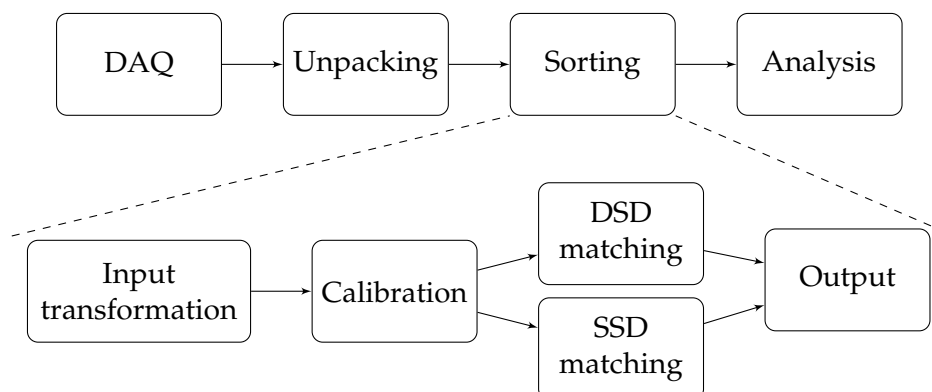 DAQ
Unpacking
Sorting
Analysis
Input
transformation
Calibration
DSD
matching
SSD
matching
Output